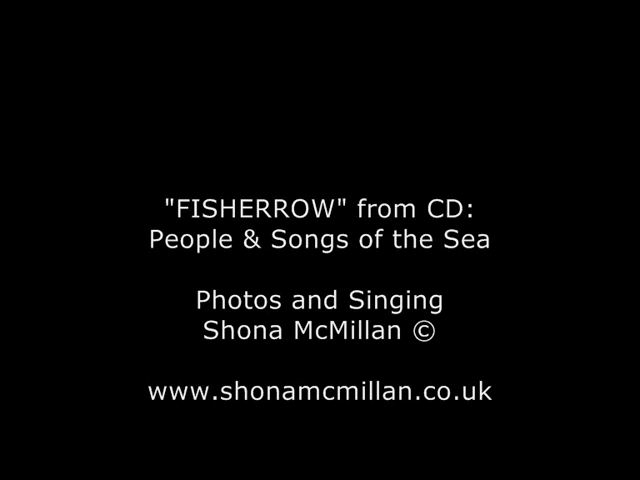 "FISHERROW" from CD:
People & Songs of the Sea
Photos and Singing
Shona McMillan ©
www.shonamcmillan.co.uk